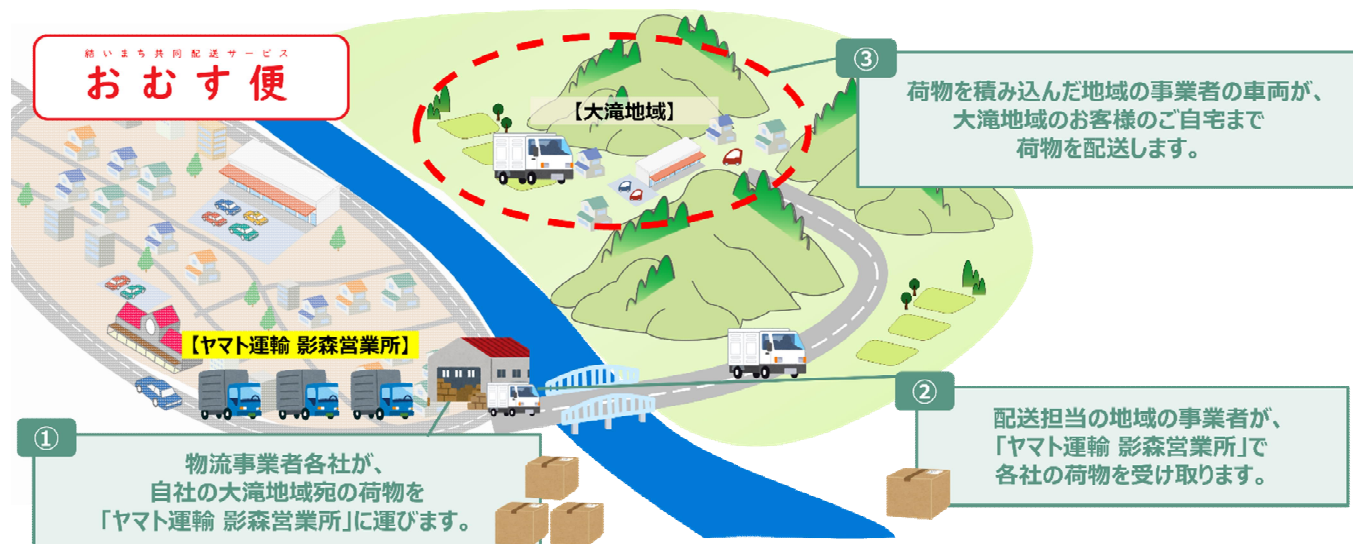 結いまち共同配送サービス
おむす便
【大滝地域】
③
荷物を積み込んだ地域の事業者の車両が、
大滝地域のお客様のご自宅まで
荷物を配送します。
【ヤマト運輸 影森営業所】
①
物流事業者各社が、
自社の大滝地域宛の荷物を
「ヤマト運輸 影森営業所」に運びます。
②
配送担当の地域の事業者が、
「ヤマト運輸 影森営業所」で
各社の荷物を受け取ります。